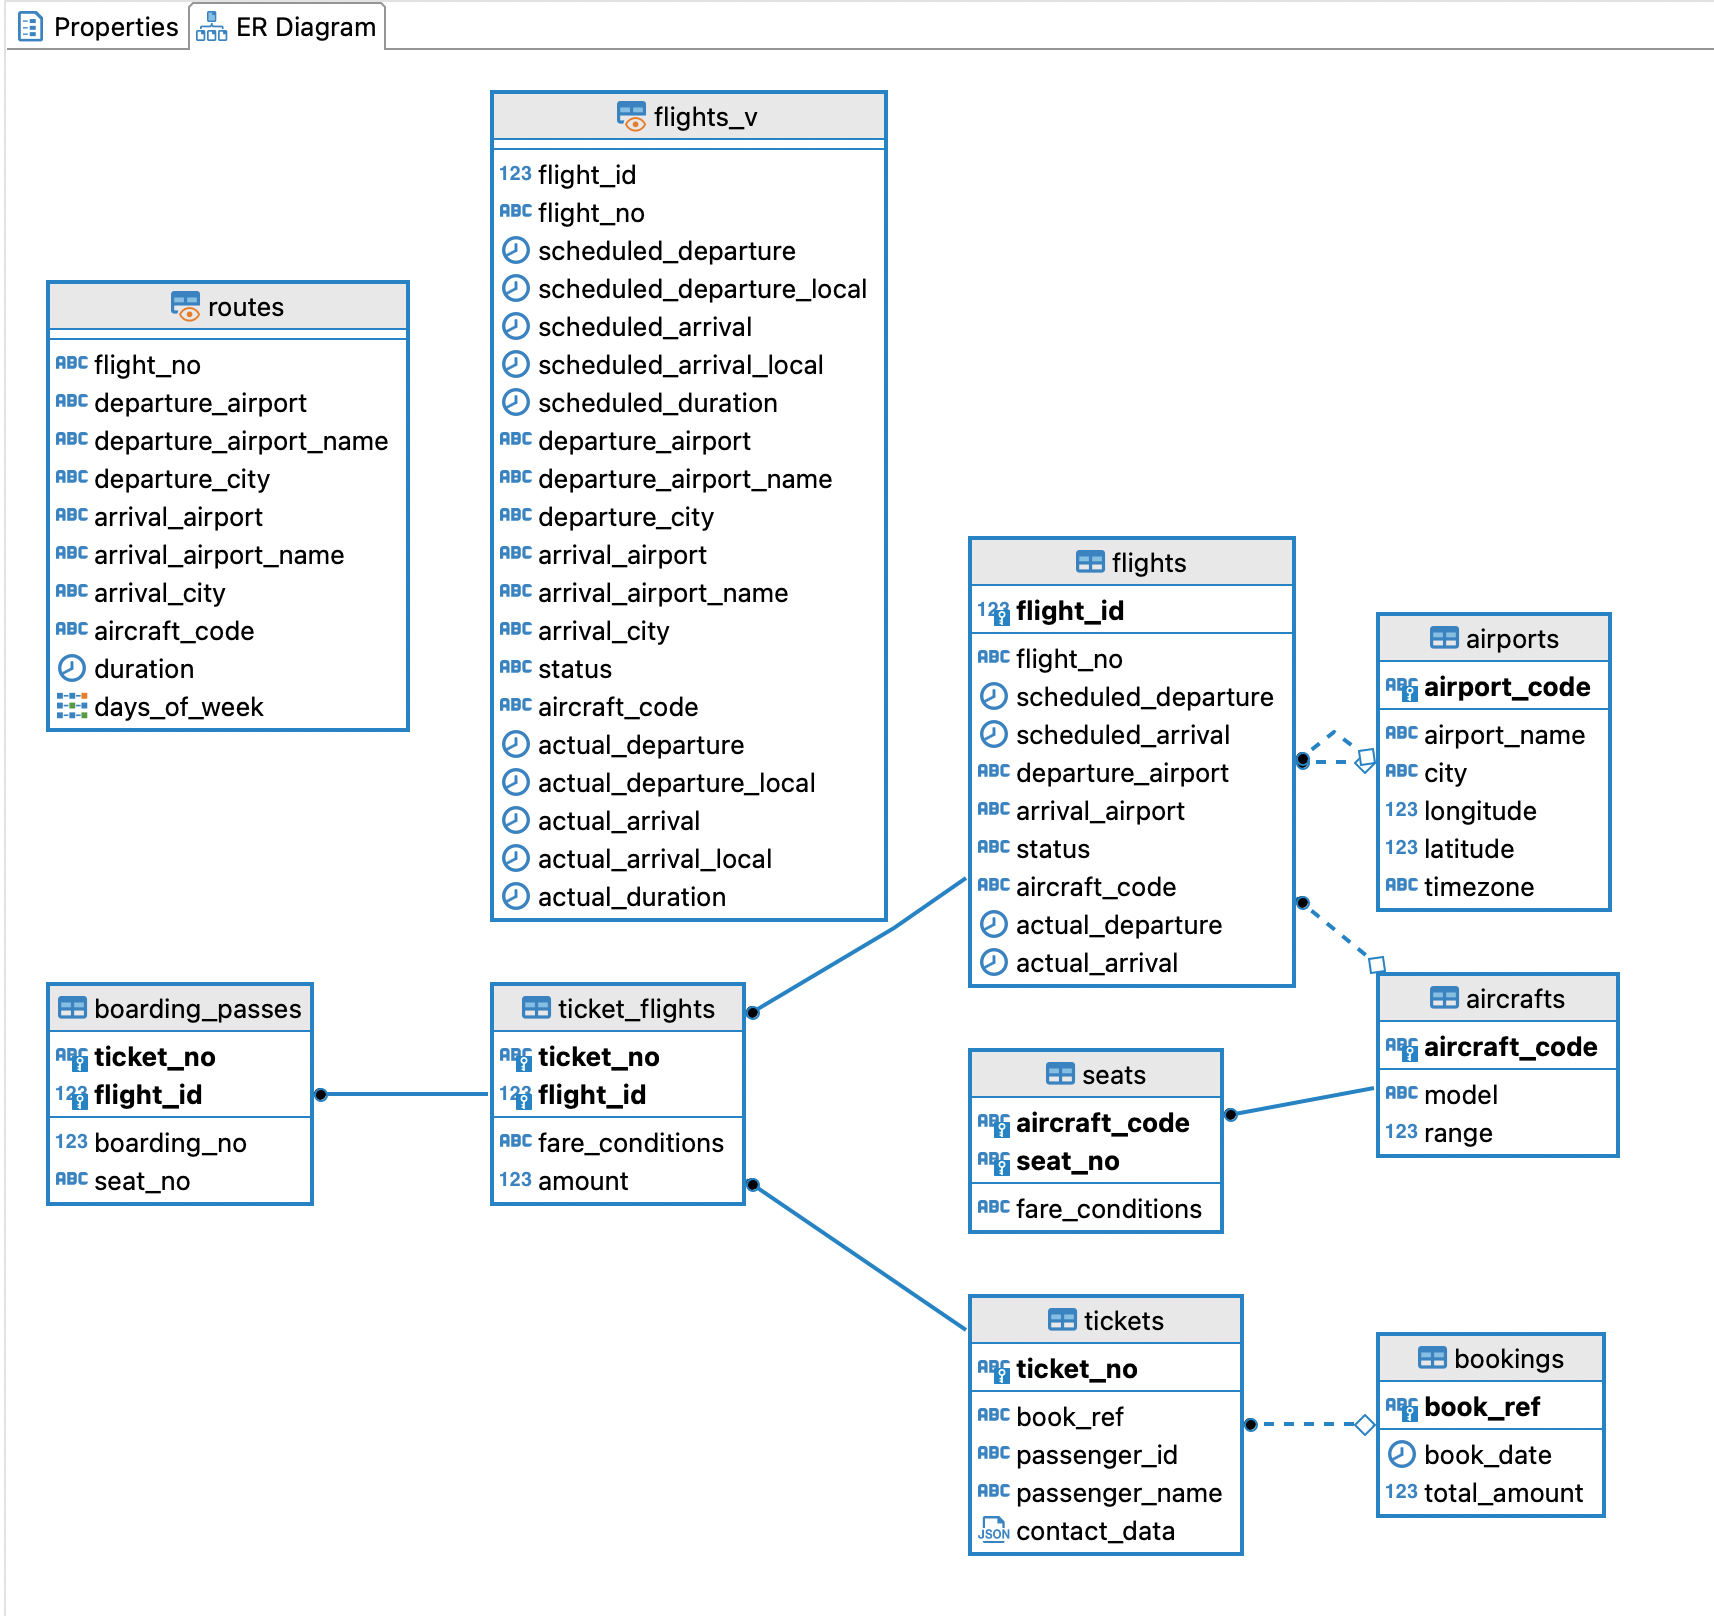 Properties
ER Diagram
flights_v
123 flight_id
ABC flight_no
scheduled_departure
scheduled_departure_local
scheduled_arrival
scheduled_arrival_local
scheduled_duration
ABC departure_airport
ABC departure_airport_name
ABC departure_city
ABC arrival_airport
ABC arrival_airport_name
ABC arrival_city
ABC status
ABC aircraft_code
actual_departure
actual_departure_local
actual_arrival
actual_arrival_local
actual_duration
routes
ABC flight_no
ABC departure_airport
ABC departure_airport_name
ABC departure_city
ABC arrival_airport
ABC arrival_airport_name
ABC arrival_city
ABC aircraft_code
duration
days_of_week
flights
123 flight_id
ABC flight_no
scheduled_departure
scheduled_arrival
ABC departure_airport
ABC arrival_airport
ABC status
ABC aircraft_code
actual_departure
actual_arrival
airports
ABC airport_code
ABC airport_name
ABC city
123 longitude
123 latitude
ABC timezone
boarding_passes
ABC ticket_no
123 flight_id
123 boarding_no
ABC seat_no
ticket_flights
ABC ticket_no
123 flight_id
ABC fare_conditions
123 amount
seats
ABC aircraft_code
ABC seat_no
ABC fare_conditions
aircrafts
ABC aircraft_code
ABC model
123 range
tickets
ABC ticket_no
ABC book_ref
ABC passenger_id
ABC passenger_name
JSON contact_data
bookings
ABC book_ref
book_date
123 total_amount